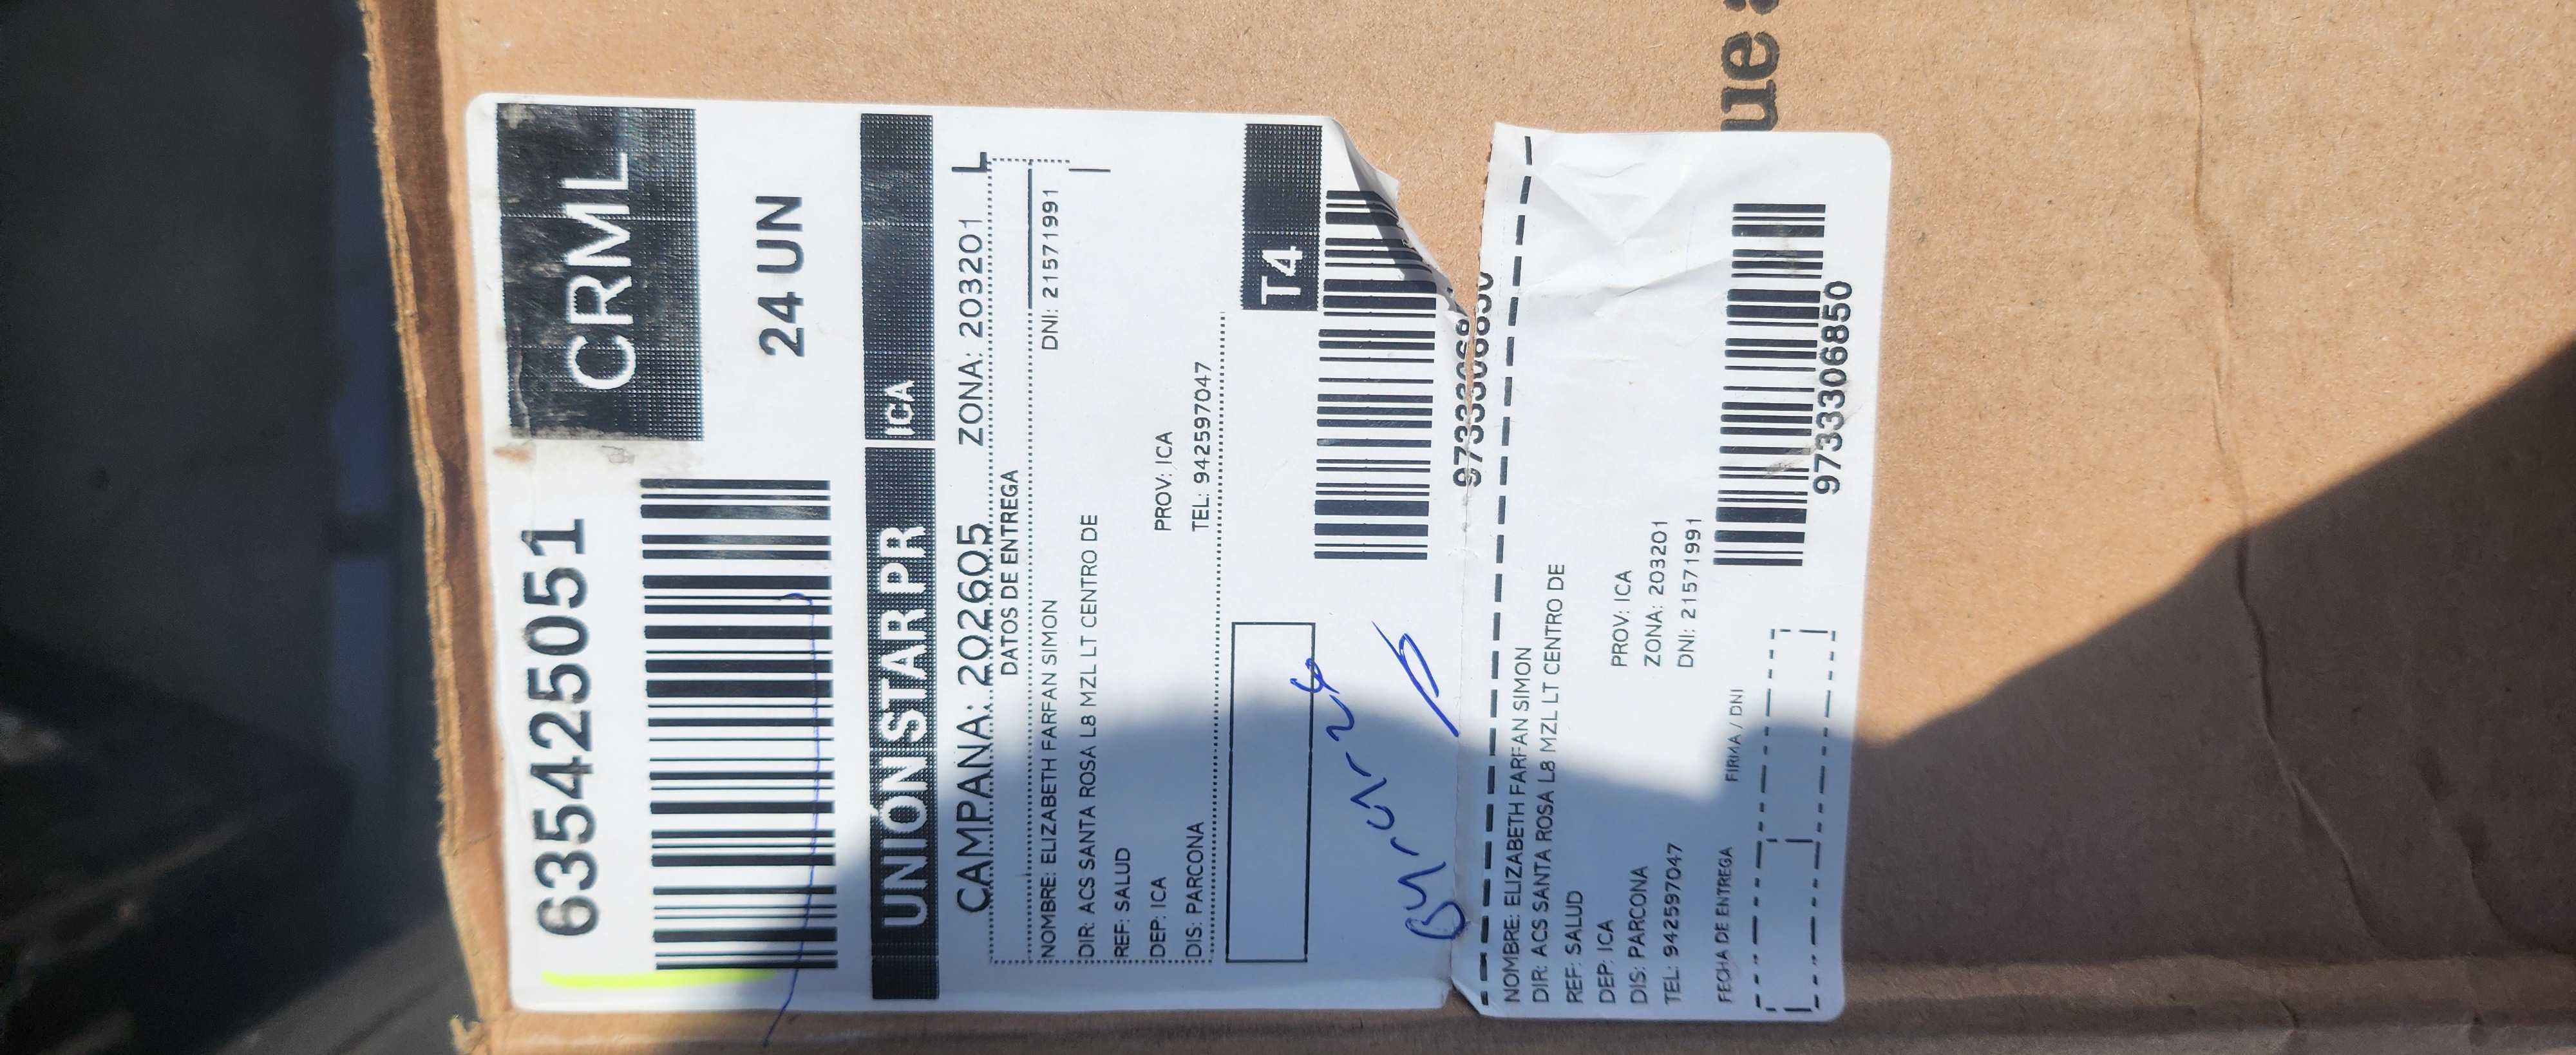 6354425051
CRML
24 UN
UNIÓNSTAR PR ICA
CAMPANA: 202605 ZONA: 203201 L
DATOS DE ENTREGA
NOMBRE: ELIZABETH FARFAN SIMON DNI: 21571991
DIR: ACS SANTA ROSA L8 MZL LT CENTRO DE
REF: SALUD
DEP: ICA PROV: ICA
DIS: PARCONA TEL: 942597047
T4
9733306850
NOMBRE: ELIZABETH FARFAN SIMON
DIR: ACS SANTA ROSA L8 MZL LT CENTRO DE
REF: SALUD
DEP: ICA PROV: ICA
DIS: PARCONA ZONA: 203201
TEL: 942597047 DNI: 21571991
FECHA DE ENTREGA FIRMA / DNI
9733306850